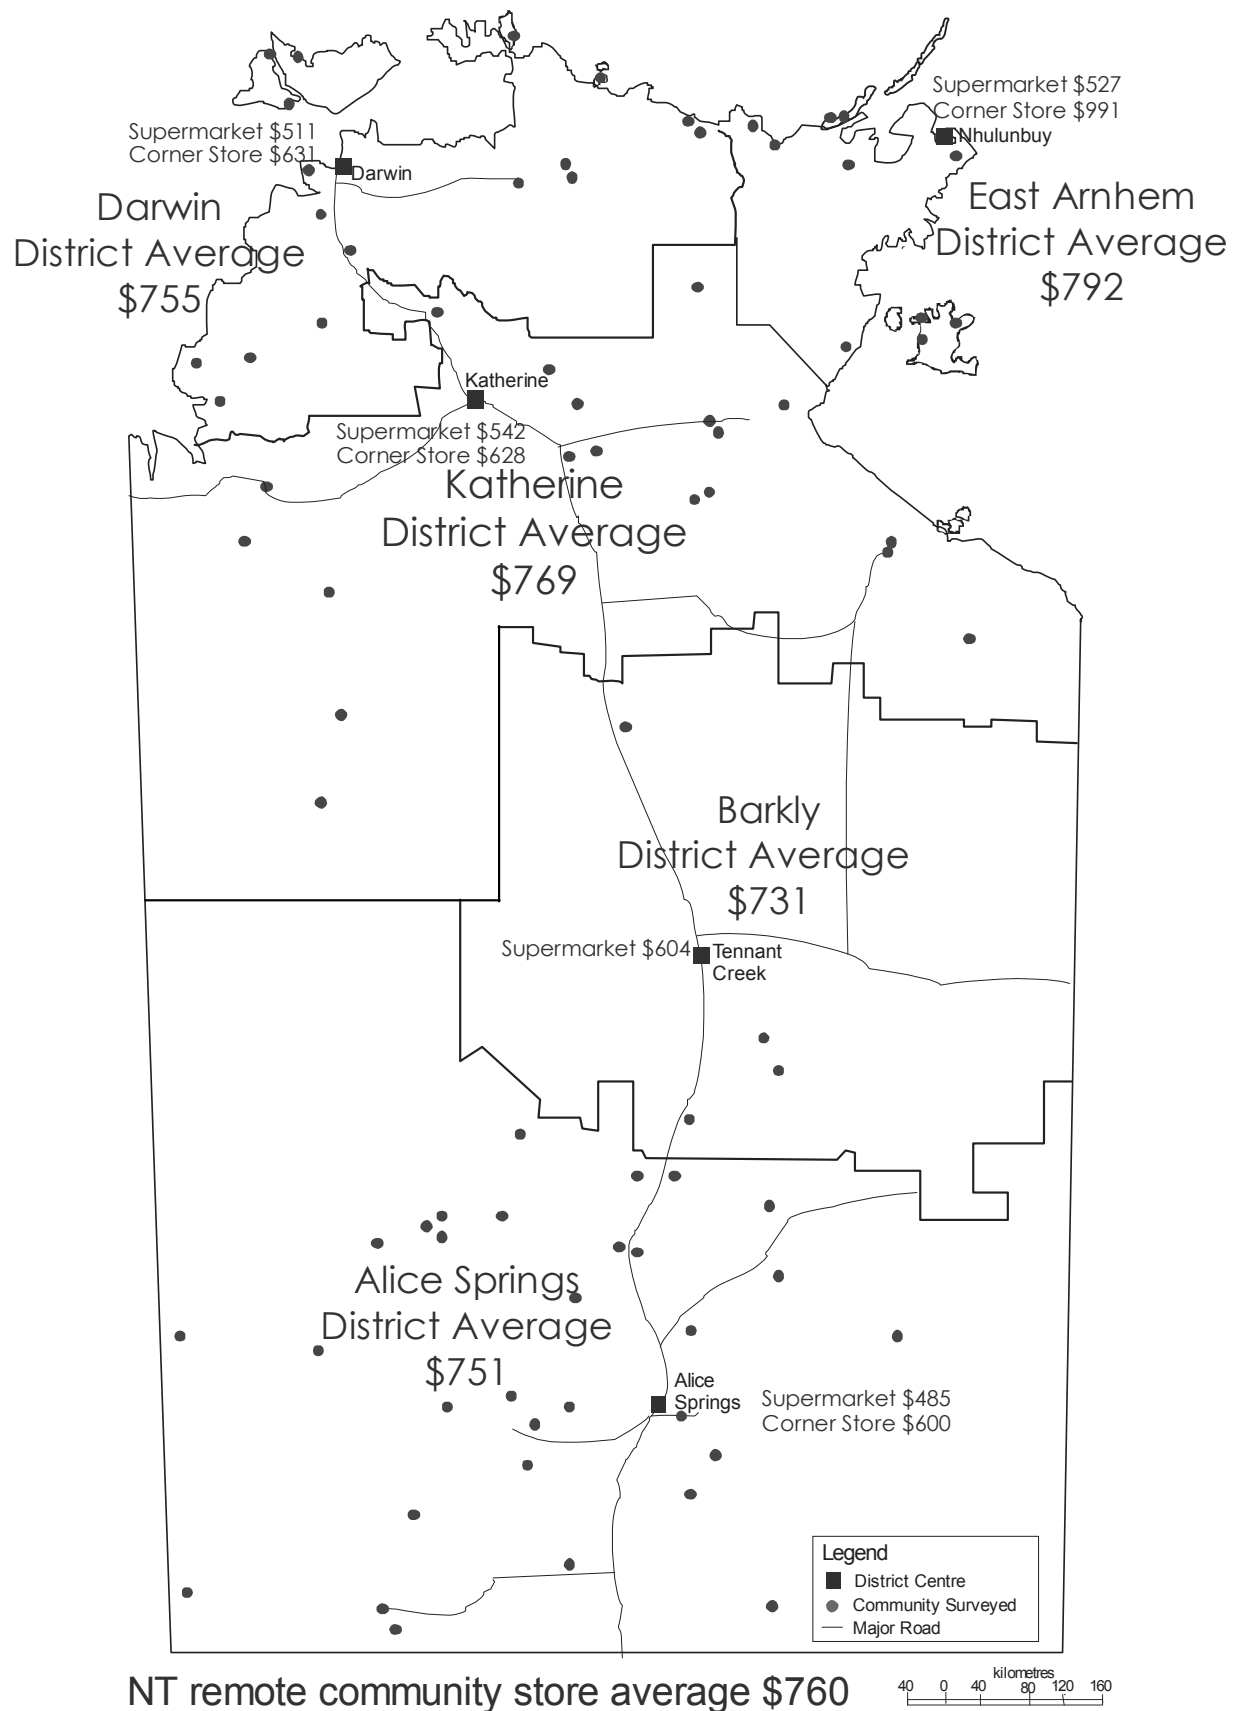 Supermarket $527
Corner Store $991
Nhulunbuy
Supermarket $511
Corner Store $631
Darwin
Darwin
District Average
$755
East Arnhem
District Average
$792
Katherine
Supermarket $542
Corner Store $628
Katherine
District Average
$769
Barkly
District Average
$731
Supermarket $604
Tennant
Creek
Alice Springs
District Average
$751
Alice
Springs
Supermarket $485
Corner Store $600
Legend
District Centre
Community Surveyed
Major Road
NT remote community store average $760
kilometres
40 0 40 80 120 160